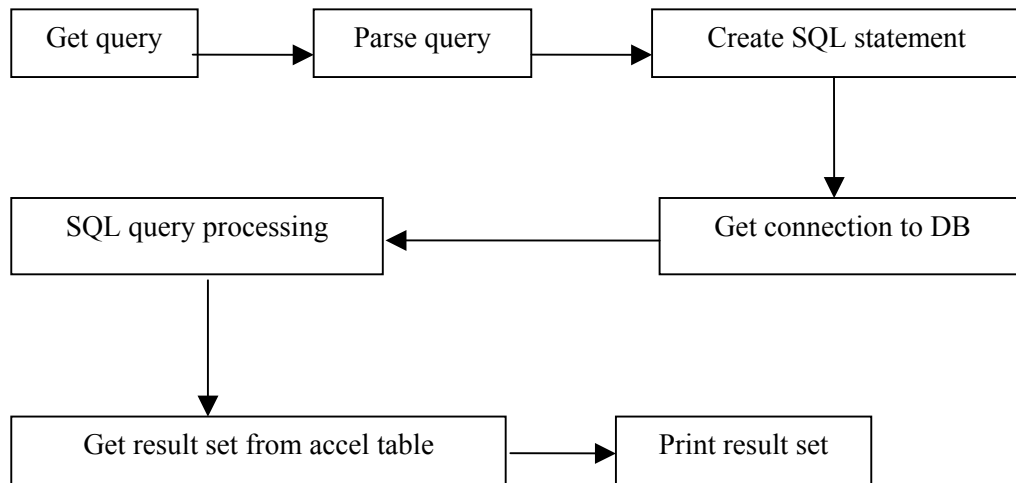 Get query
Parse query
Create SQL statement
Get connection to DB
SQL query processing
Get result set from accel table
Print result set